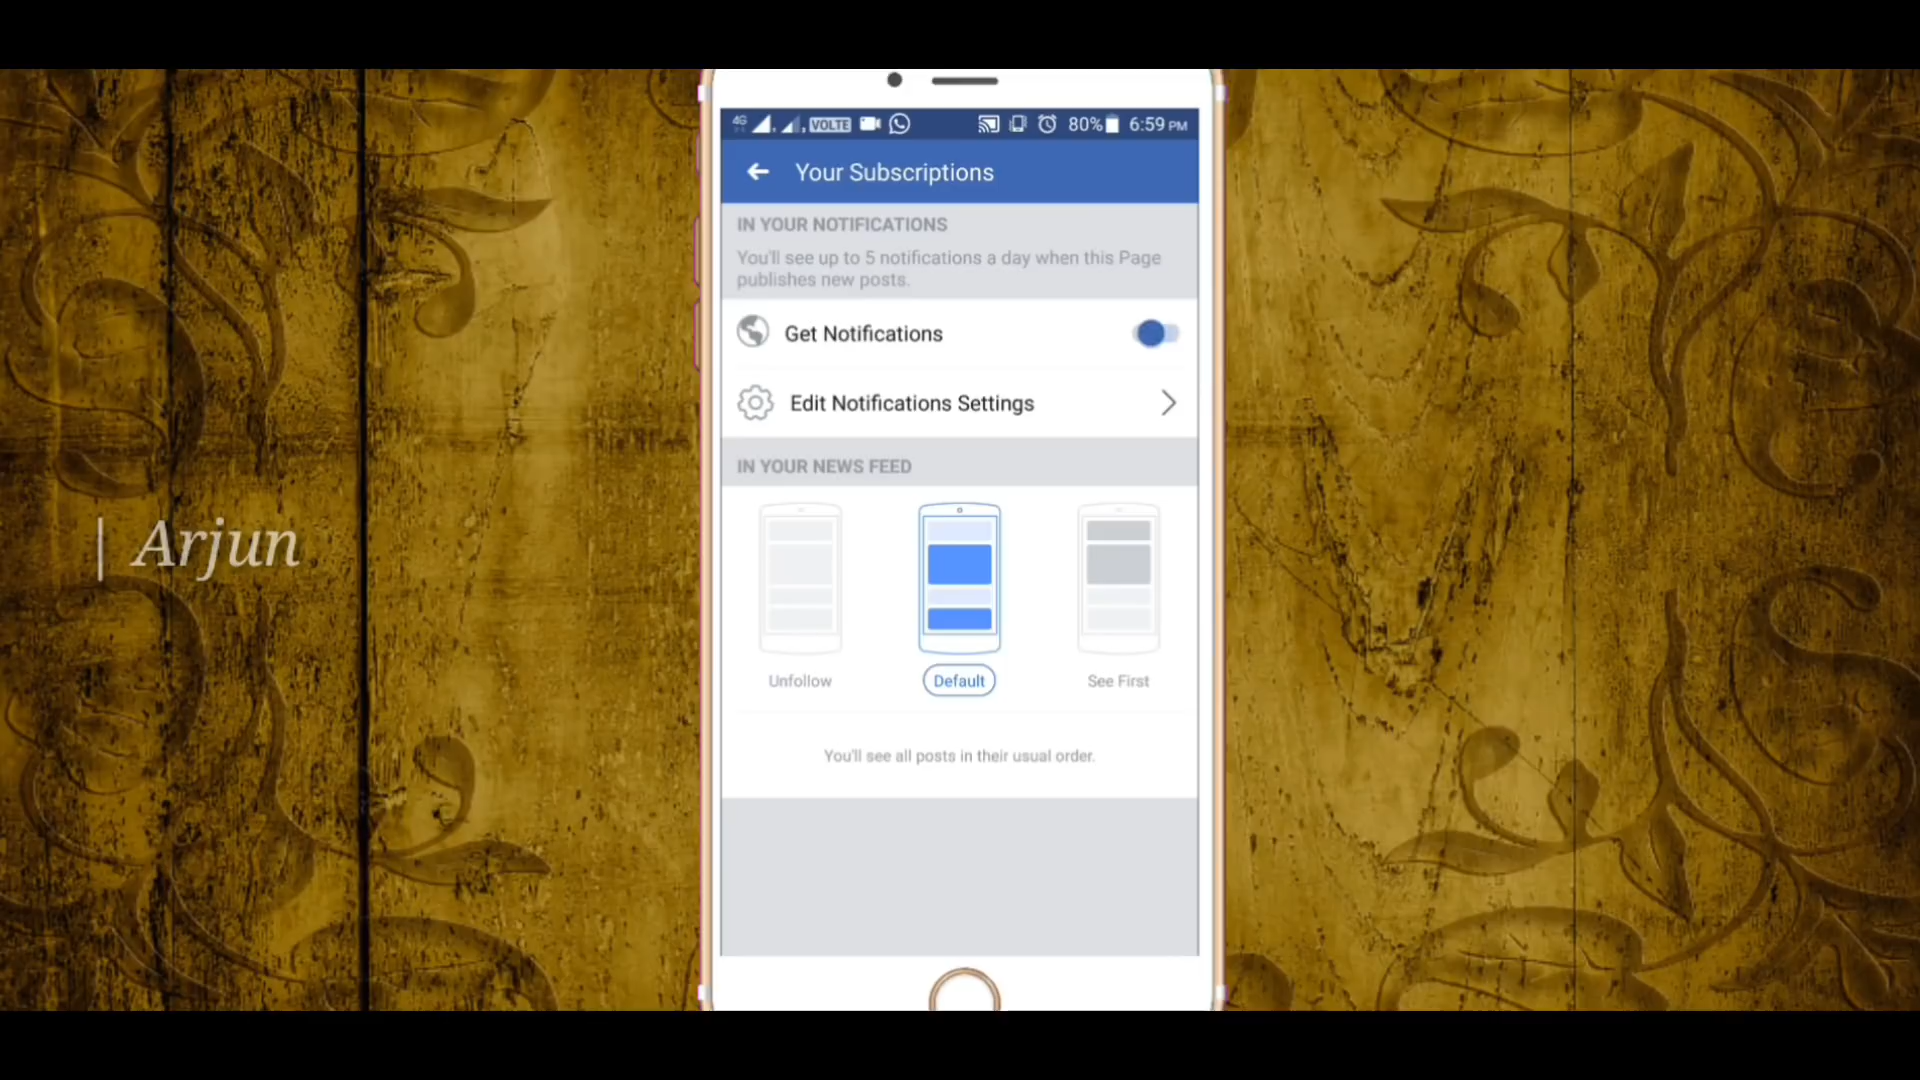 4G VOLTE 80% 6:59 PM
Your Subscriptions
IN YOUR NOTIFICATIONS
You'll see up to 5 notifications a day when this Page
publishes new posts.
Get Notifications
Edit Notifications Settings
IN YOUR NEWS FEED
| Arjun
Unfollow Default See First
You'll see all posts in their usual order.